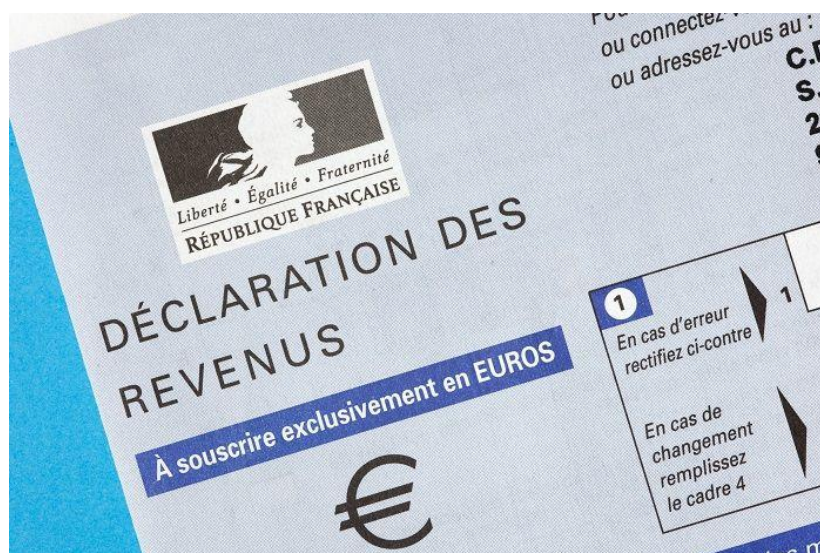 ou connectez-v
ou adressez-vous au :
C.
S.
2
Liberté • Égalité • Fraternité
RÉPUBLIQUE FRANÇAISE
DÉCLARATION DES
REVENUS
À souscrire exclusivement en EUROS
€
1
En cas d'erreur
rectifiez ci-contre
1
En cas de
changement
remplissez
le cadre 4